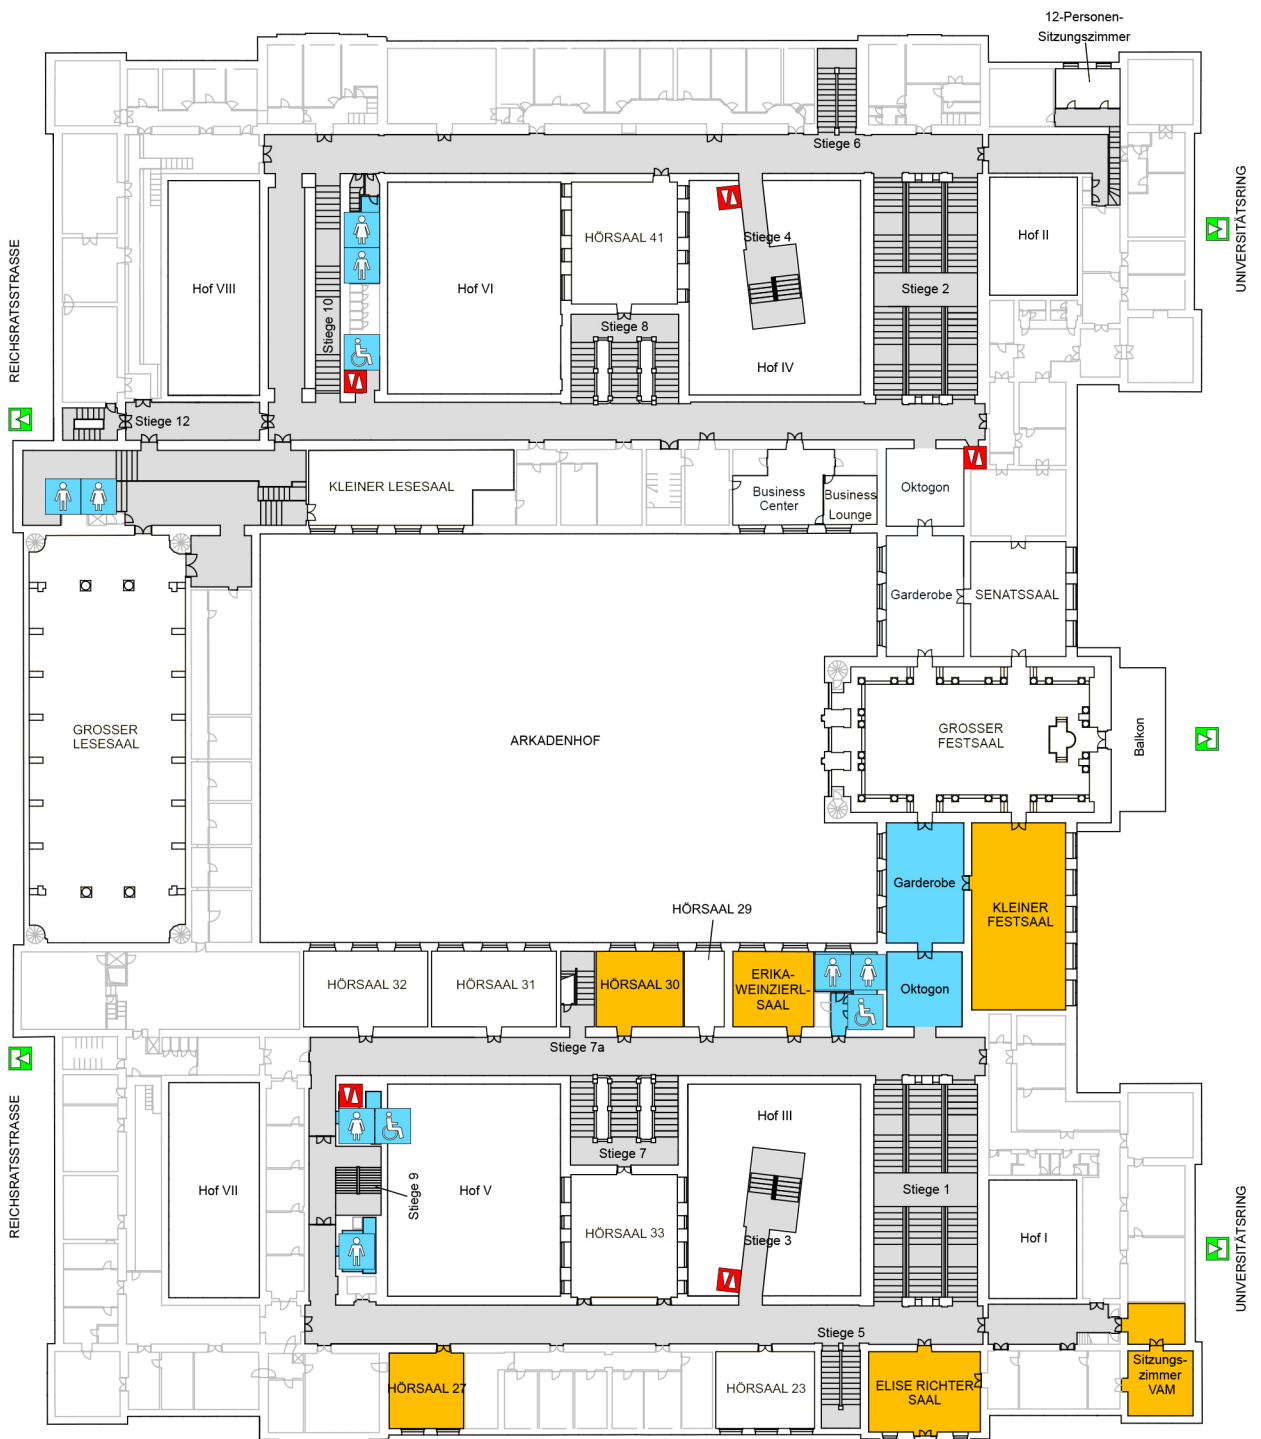 12-Personen-
Sitzungszimmer
Stiege 6
UNIVERSITÄTSRING
REICHSRATSSTRASSE
HÖRSAAL 41
Stiege 4
Hof II
Hof VIII
Hof VI
Stiege 2
Stiege 10
Stiege 8
Hof IV
Stiege 12
KLEINER LESESAAL
Business
Center
Business
Lounge
Oktogon
Garderobe
SENATSSAAL
GROSSER
LESESAAL
ARKADENHOF
GROSSER
FESTSAAL
Balkon
Garderobe
KLEINER
FESTSAAL
HÖRSAAL 29
HÖRSAAL 32
HÖRSAAL 31
HÖRSAAL 30
ERIKA-
WEINZIERL-
SAAL
Oktogon
Stiege 7a
REICHSRATSSTRASSE
Hof III
Stiege 7
Hof VII
Stiege 9
Hof V
Stiege 1
UNIVERSITÄTSRING
HÖRSAAL 33
Stiege 3
Hof I
Stiege 5
HÖRSAAL 27
HÖRSAAL 23
ELISE RICHTER
SAAL
Sitzungs-
zimmer
VAM